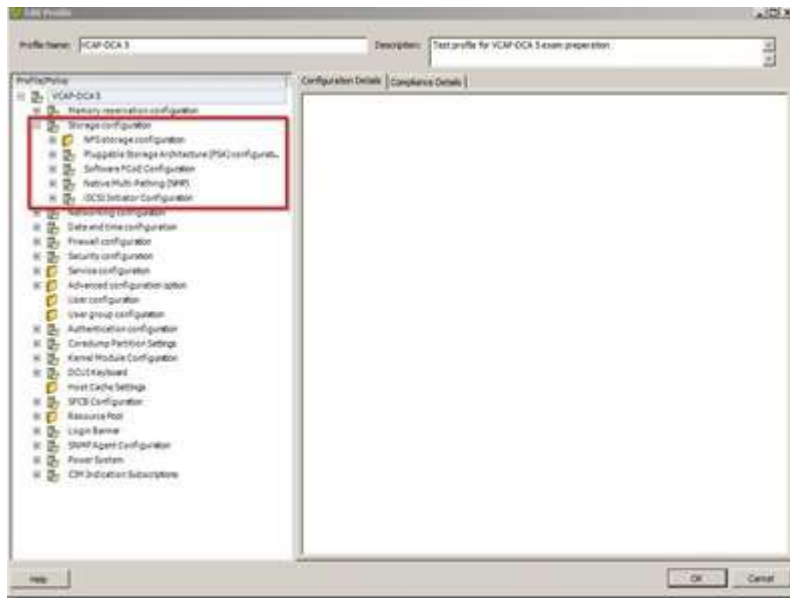 Edit Profile
Profile Name: VCAP-DCA 5
Description: Test profile for VCAP-DCA 5 exam preparation.
Profile/Policy
VCAP-DCA 5
Memory reservation configuration
Storage configuration
NFS storage configuration
Pluggable Storage Architecture (PSA) configurati...
Software FCoE Configuration
Native Multi-Pathing (NMP)
iSCSI Initiator Configuration
Networking configuration
Date and time configuration
Firewall configuration
Security configuration
Service configuration
Advanced configuration option
User configuration
User group configuration
Authentication configuration
Coredump Partition Settings
Kernel Module Configuration
DCUI Keyboard
Host Cache Settings
SFCB Configuration
Resource Pool
Login Banner
SNMP Agent Configuration
Power System
CIM Indication Subscriptions
Configuration Details
Compliance Details
Help
OK
Cancel